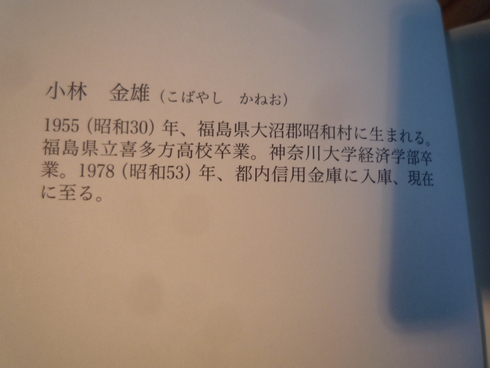 小林　金雄（こばやし　かねお）
1955（昭和30）年、福島県大沼郡昭和村に生まれる。
福島県立喜多方高校卒業。神奈川大学経済学部卒
業。1978（昭和53）年、都内信用金庫に入庫、現在
に至る。